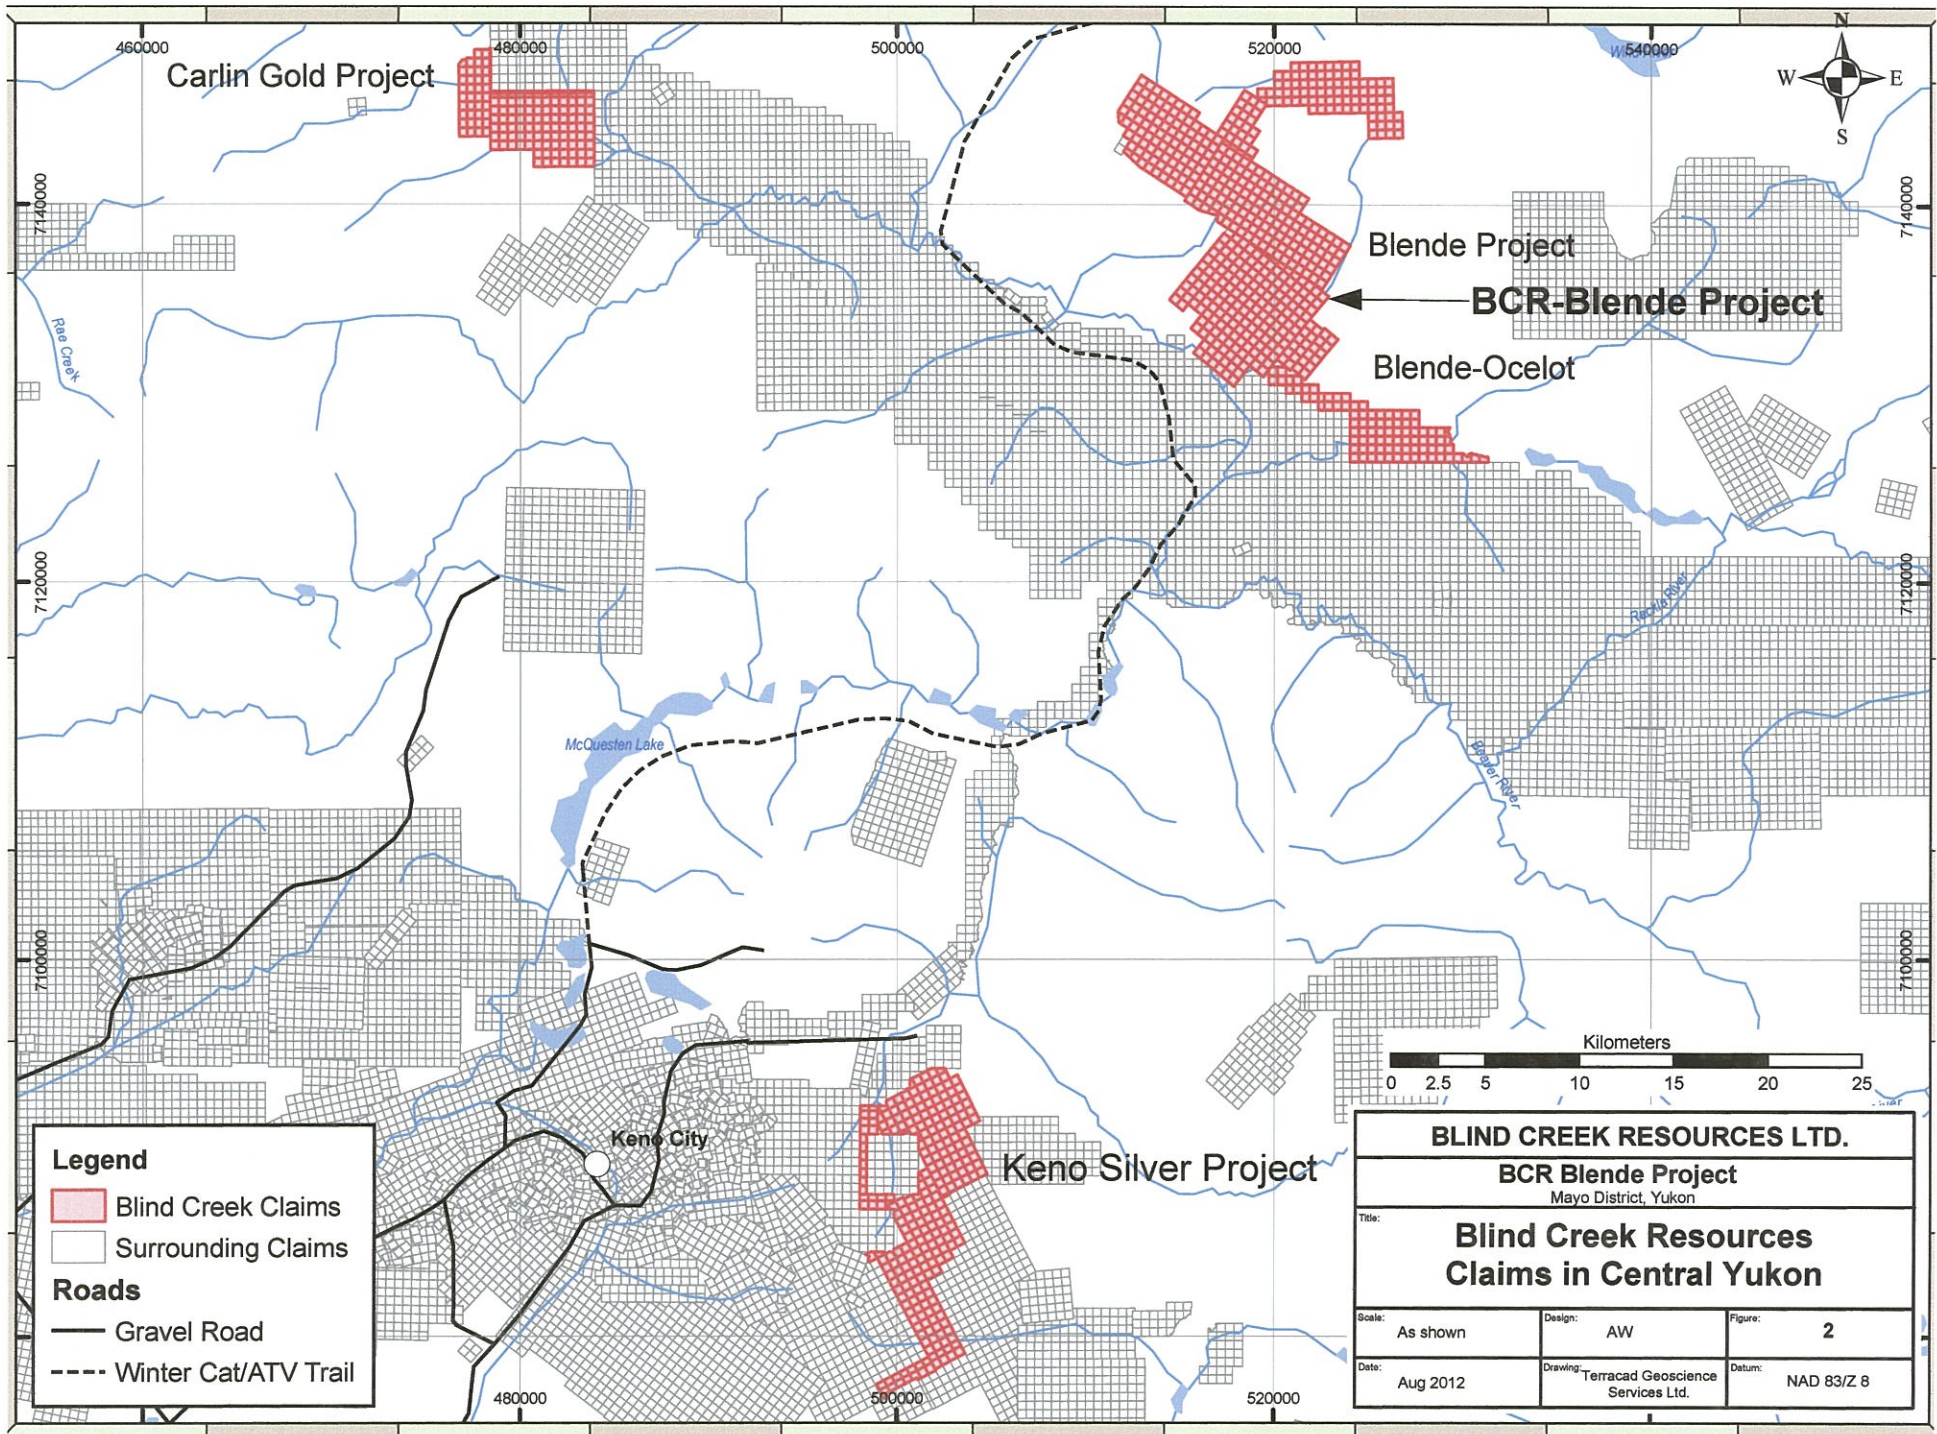 460000
480000
500000
520000
540000
N
W E
S
Carlin Gold Project
7140000
7140000
Blende Project
BCR-Blende Project
Blende-Ocelot
Rae Creek
7120000
7120000
Rackla River
McQuesten Lake
Beaver River
7100000
7100000
Keno City
Keno Silver Project
Kilometers
0 2.5 5 10 15 20 25
Legend
Blind Creek Claims
Surrounding Claims
Roads
Gravel Road
Winter Cat/ATV Trail
480000
500000
520000
BLIND CREEK RESOURCES LTD.
BCR Blende Project
Mayo District, Yukon
Title:
Blind Creek Resources
Claims in Central Yukon
Scale:
As shown
Design:
AW
Figure:
2
Date:
Aug 2012
Drawing:
Terracad Geoscience
Services Ltd.
Datum:
NAD 83/Z 8